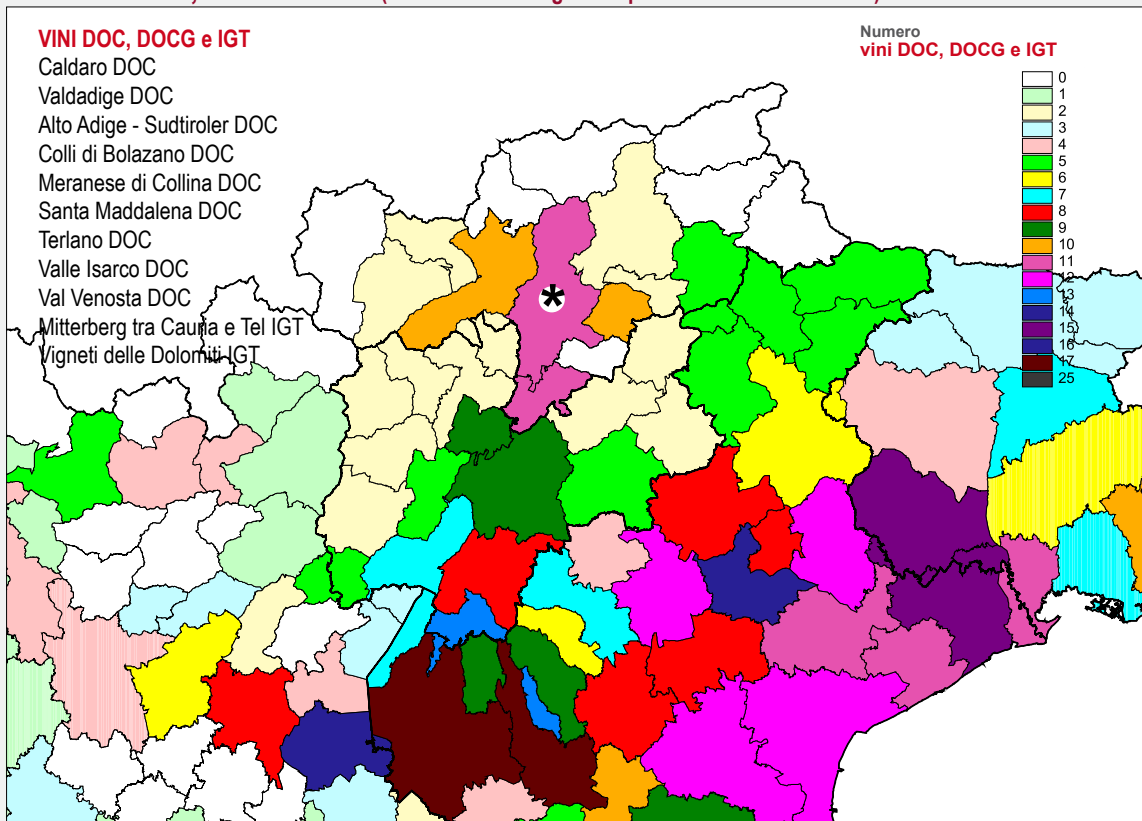 VINI DOC, DOCG e IGT
Caldaro DOC
Valdadige DOC
Alto Adige - Sudtiroler DOC
Colli di Bolazano DOC
Meranese di Collina DOC
Santa Maddalena DOC
Terlano DOC
Valle Isarco DOC
Val Venosta DOC
Mitterberg tra Cauria e Tel IGT
Vigneti delle Dolomiti IGT
Numero
vini DOC, DOCG e IGT
0
1
2
3
4
5
6
7
8
9
10
11
12
13
14
15
16
17
25
*